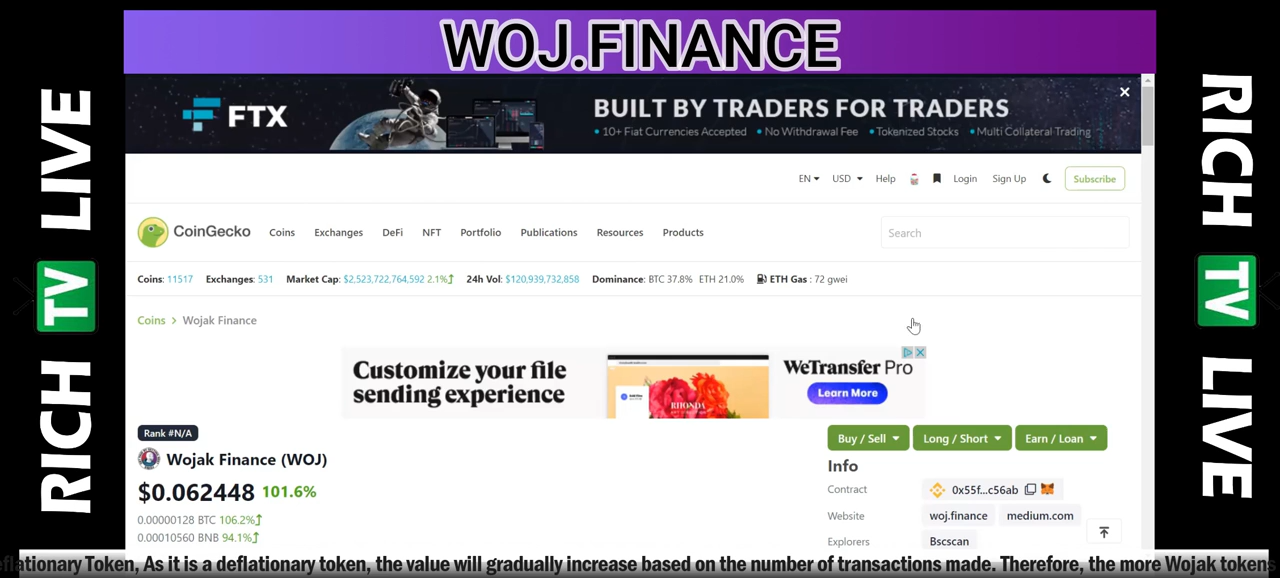 WOJ.FINANCE
RICH TV LIVE
RICH TV LIVE
FTX
BUILT BY TRADERS FOR TRADERS
• 10+ Fiat Currencies Accepted • No Withdrawal Fee • Tokenized Stocks • Multi Collateral Trading
EN USD Help Login Sign Up Subscribe
CoinGecko Coins Exchanges DeFi NFT Portfolio Publications Resources Products Search
Coins: 11517 Exchanges: 531 Market Cap: $2,523,722,764,592 2.1% 24h Vol: $120,939,732,858 Dominance: BTC 37.8% ETH 21.0% ETH Gas : 72 gwei
Coins > Wojak Finance
Customize your file
sending experience
RHONDA
WeTransfer Pro
Learn More
Rank #N/A
Wojak Finance (WOJ)
$0.062448 101.6%
0.00000128 BTC 106.2%
0.00010560 BNB 94.1%
Buy / Sell Long / Short Earn / Loan
Info
Contract 0x55f...c56ab
Website woj.finance medium.com
Explorers Bscscan
eflationary Token, As it is a deflationary token, the value will gradually increase based on the number of transactions made. Therefore, the more Wojak tokens